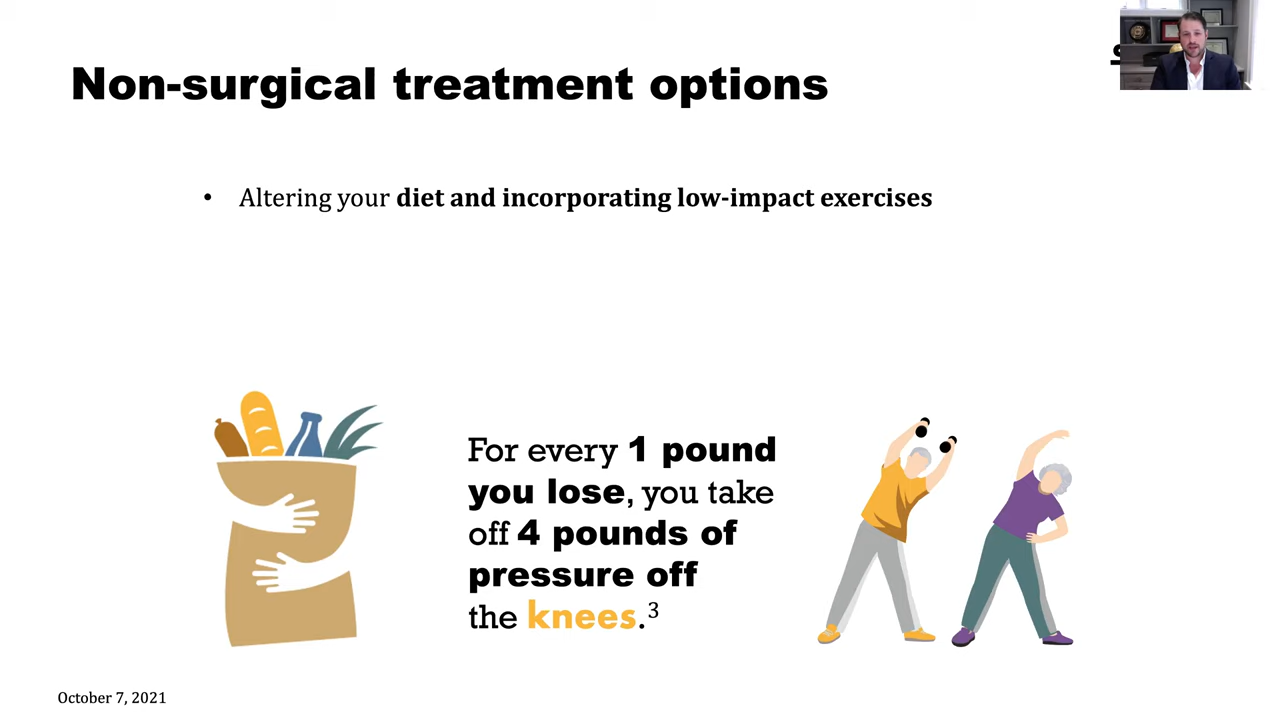 Non-surgical treatment options
• Altering your diet and incorporating low-impact exercises
For every 1 pound
you lose, you take
off 4 pounds of
pressure off
the knees.3
October 7, 2021